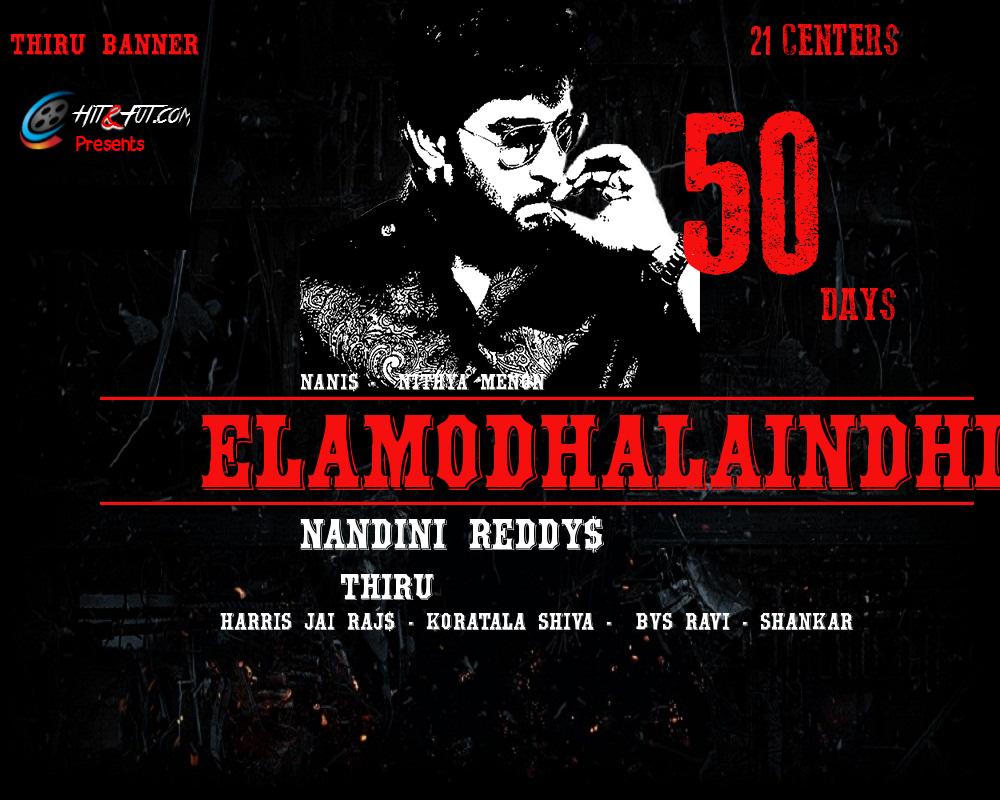 THIRU BANNER
21 CENTERS
HIT&FUT.COM
Presents
50
DAYS
NANI$ - NITHYA MENON
ELAMODHALAINDHI
NANDINI REDDY$
THIRU
HARRIS JAI RAJ$ - KORATALA SHIVA - BVS RAVI - SHANKAR